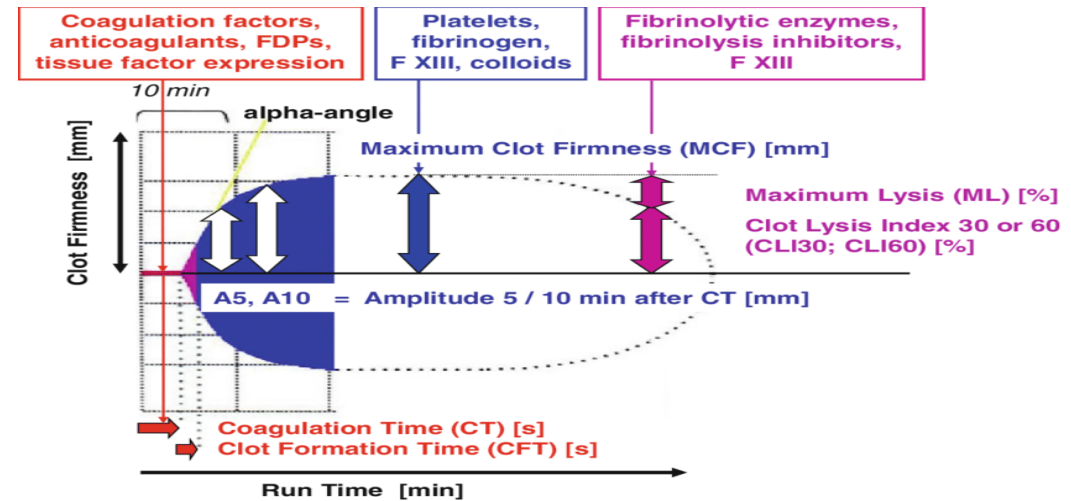 Coagulation factors,
anticoagulants, FDPs,
tissue factor expression
Platelets,
fibrinogen,
F XIII, colloids
Fibrinolytic enzymes,
fibrinolysis inhibitors,
F XIII
10 min
alpha-angle
Clot Firmness [mm]
Maximum Clot Firmness (MCF) [mm]
Maximum Lysis (ML) [%]
Clot Lysis Index 30 or 60
(CLI30; CLI60) [%]
A5, A10 = Amplitude 5 / 10 min after CT [mm]
Coagulation Time (CT) [s]
Clot Formation Time (CFT) [s]
Run Time [min]